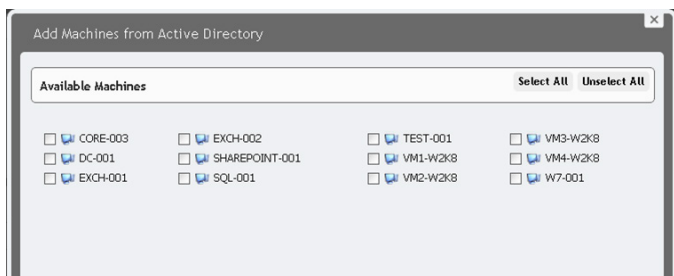 Add Machines from Active Directory
Available Machines Select All Unselect All
CORE-003 EXCH-002 TEST-001 VM3-W2K8
DC-001 SHAREPOINT-001 VM1-W2K8 VM4-W2K8
EXCH-001 SQL-001 VM2-W2K8 W7-001